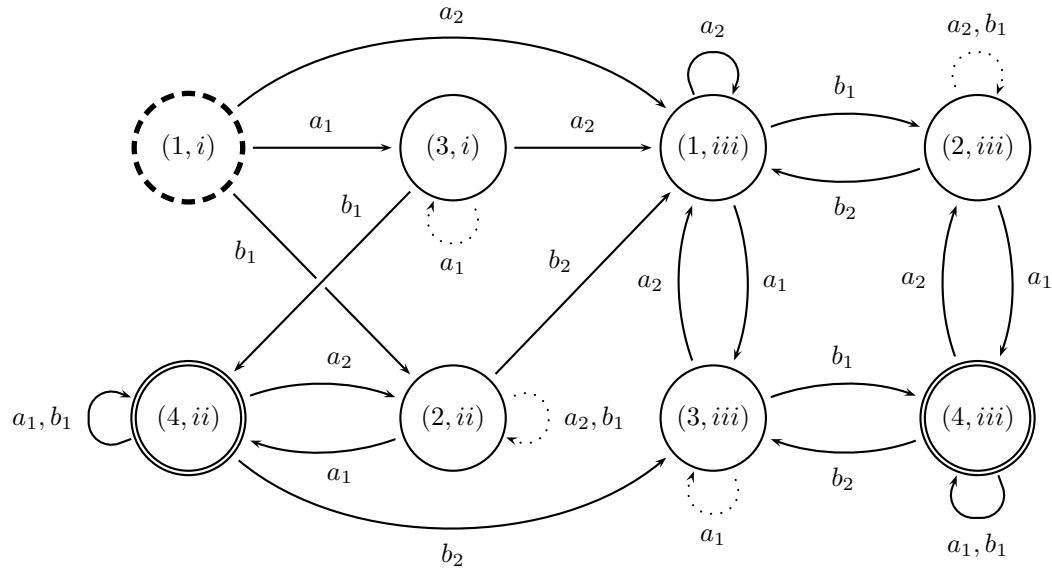 a₂
a₂
a₂, b₁
b₁
(1, i)
a₁
(3, i)
a₂
(1, iii)
(2, iii)
b₁
b₂
b₁
a₁
b₂
a₂
a₁
a₂
a₁
a₂
b₁
a₁, b₁
(4, ii)
(2, ii)
a₂, b₁
(3, iii)
(4, iii)
a₁
b₂
b₂
a₁
a₁, b₁